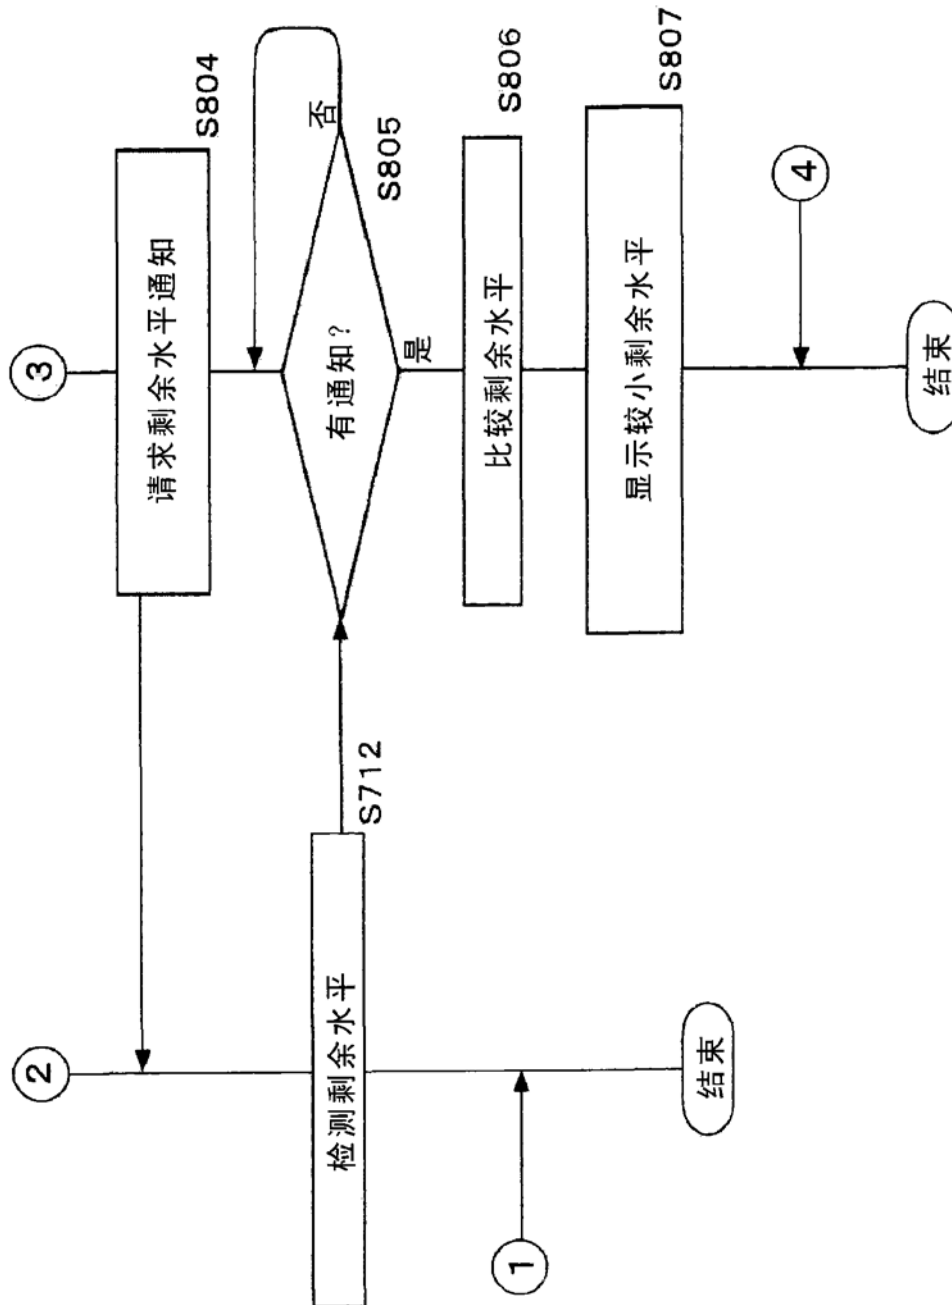 ③
请求剩余水平通知
S804
否
有通知?
S805
是
比较剩余水平
S806
显示较小剩余水平
S807
④
结束
②
检测剩余水平
S712
①
结束